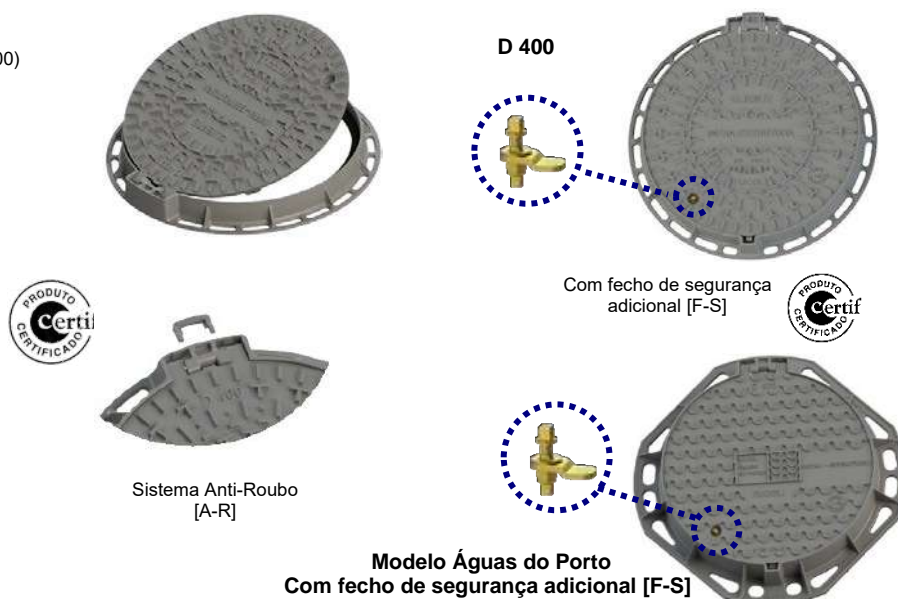 00)
D 400
PRODUTO
certif
CERTIFICADO
Com fecho de segurança
adicional [F-S]
PRODUTO
certif
CERTIFICADO
400
Sistema Anti-Roubo
[A-R]
Modelo Águas do Porto
Com fecho de segurança adicional [F-S]